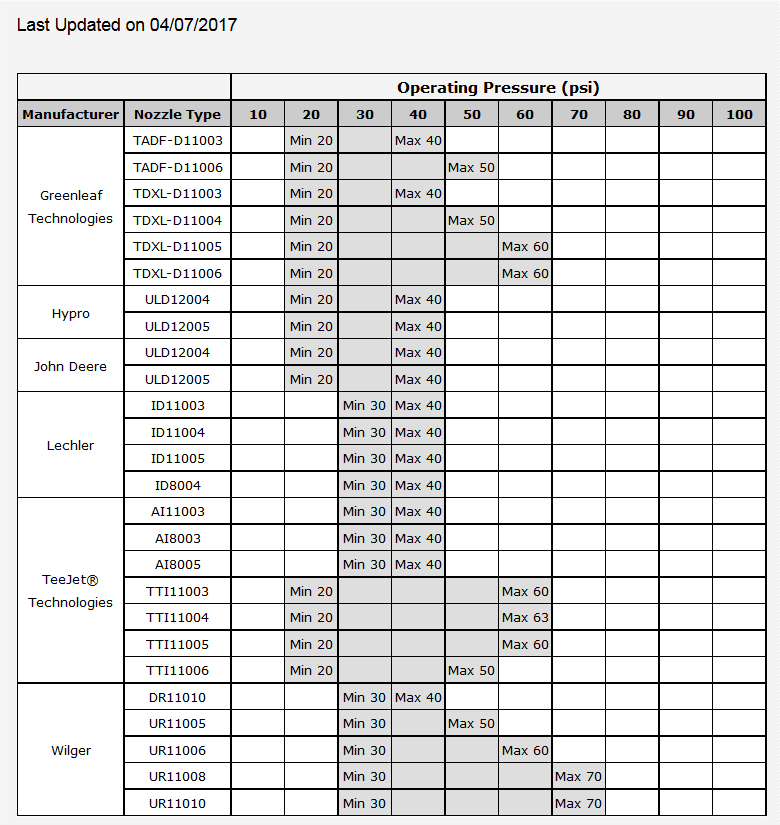 Last Updated on 04/07/2017
Operating Pressure (psi)
Manufacturer Nozzle Type 10 20 30 40 50 60 70 80 90 100
Greenleaf Technologies
TADF-D11003 Min 20 Max 40
TADF-D11006 Min 20 Max 50
TDXL-D11003 Min 20 Max 40
TDXL-D11004 Min 20 Max 50
TDXL-D11005 Min 20 Max 60
TDXL-D11006 Min 20 Max 60
Hypro
ULD12004 Min 20 Max 40
ULD12005 Min 20 Max 40
John Deere
ULD12004 Min 20 Max 40
ULD12005 Min 20 Max 40
Lechler
ID11003 Min 30 Max 40
ID11004 Min 30 Max 40
ID11005 Min 30 Max 40
ID8004 Min 30 Max 40
TeeJet® Technologies
AI11003 Min 30 Max 40
AI8003 Min 30 Max 40
AI8005 Min 30 Max 40
TTI11003 Min 20 Max 60
TTI11004 Min 20 Max 63
TTI11005 Min 20 Max 60
TTI11006 Min 20 Max 50
Wilger
DR11010 Min 30 Max 40
UR11005 Min 30 Max 50
UR11006 Min 30 Max 60
UR11008 Min 30 Max 70
UR11010 Min 30 Max 70